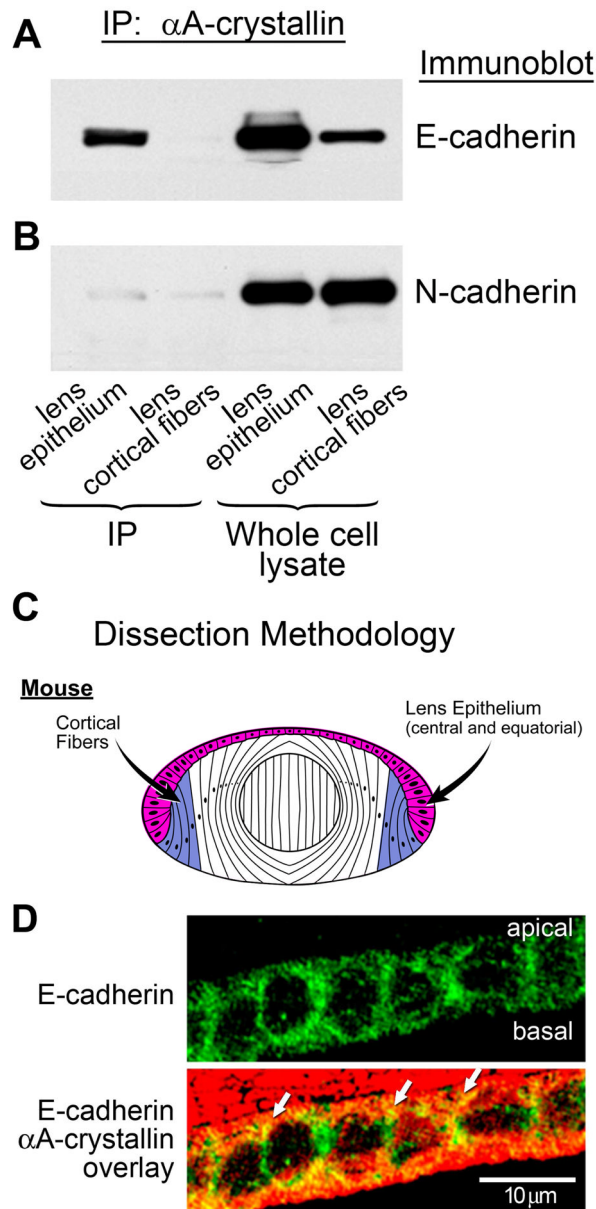 A
IP: αA-crystallin
Immunoblot
E-cadherin
B
N-cadherin
lens
epithelium
lens
cortical fibers
lens
epithelium
lens
cortical fibers
IP
Whole cell
lysate
C
Dissection Methodology
Mouse
Cortical
Fibers
Lens Epithelium
(central and equatorial)
D
E-cadherin
apical
basal
E-cadherin
αA-crystallin
overlay
10µm